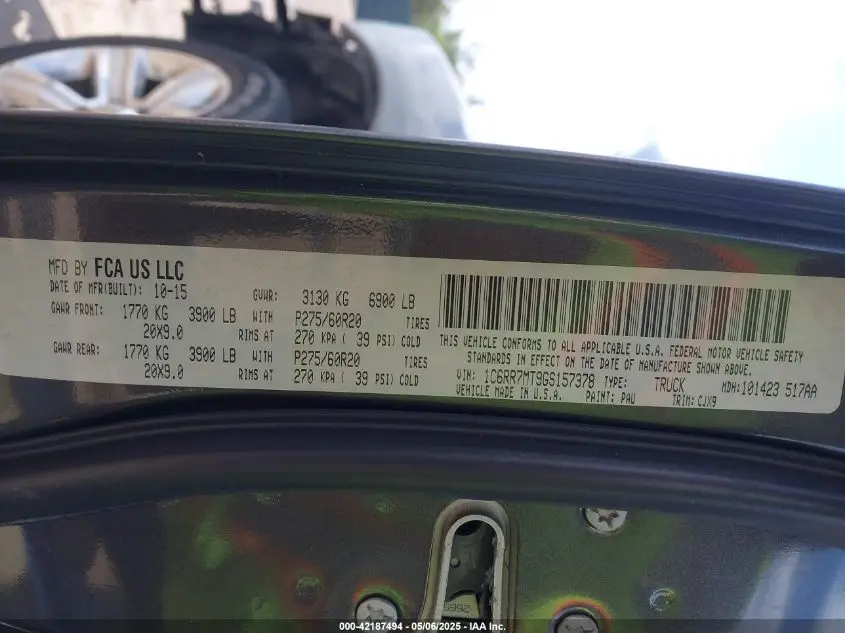 MFD BY FCA US LLC
DATE OF MFR(BUILT): 10-15 GVWR: 3130 KG 6900 LB
GAWR FRONT: 1770 KG 3900 LB WITH P275/60R20 TIRES
20X9.0 RIMS AT 270 KPA ( 39 PSI) COLD
GAWR REAR: 1770 KG 3900 LB WITH P275/60R20 TIRES
20X9.0 RIMS AT 270 KPA ( 39 PSI) COLD
THIS VEHICLE CONFORMS TO ALL APPLICABLE U.S.A. FEDERAL MOTOR VEHICLE SAFETY
STANDARDS IN EFFECT ON THE DATE OF MANUFACTURE SHOWN ABOVE.
VIN: 1C6RR7MT9GS157378 TYPE: TRUCK MDH: 101423 517AA
VEHICLE MADE IN U.S.A. PAINT: PAU TRIM: CJX9
000-42187494 - 05/06/2025 - IAA Inc.